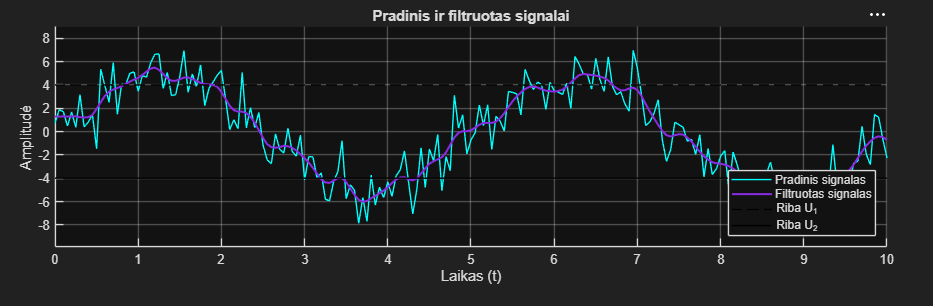 Pradinis ir filtruotas signalai
Amplitudė
8
6
4
2
0
-2
-4
-6
-8
Pradinis signalas
Filtruotas signalas
Riba U₁
Riba U₂
0 1 2 3 4 5 6 7 8 9 10
Laikas (t)